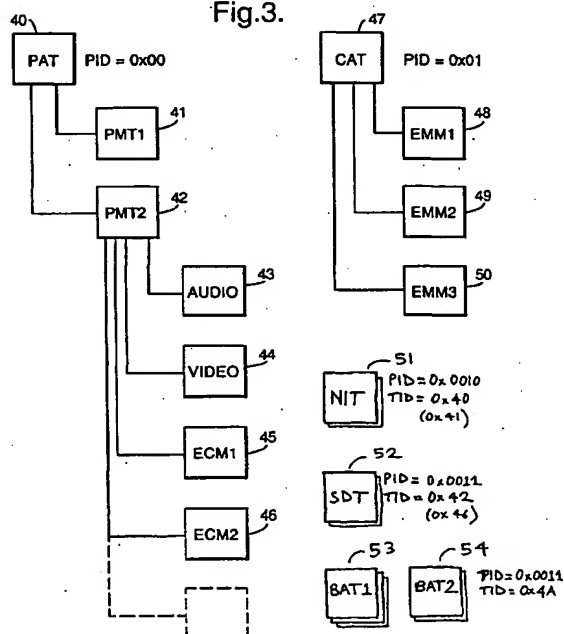 Fig.3.
40
PAT
PID = 0x00
41
PMT1
42
PMT2
43
AUDIO
44
VIDEO
45
ECM1
46
ECM2
47
CAT
PID = 0x01
48
EMM1
49
EMM2
50
EMM3
51
NIT
PID=0x0010
TID=0x40
(0x41)
52
SDT
PID=0x0011
TID=0x42
(0x46)
53
BAT1
54
BAT2
PID=0x0011
TID=0x4A